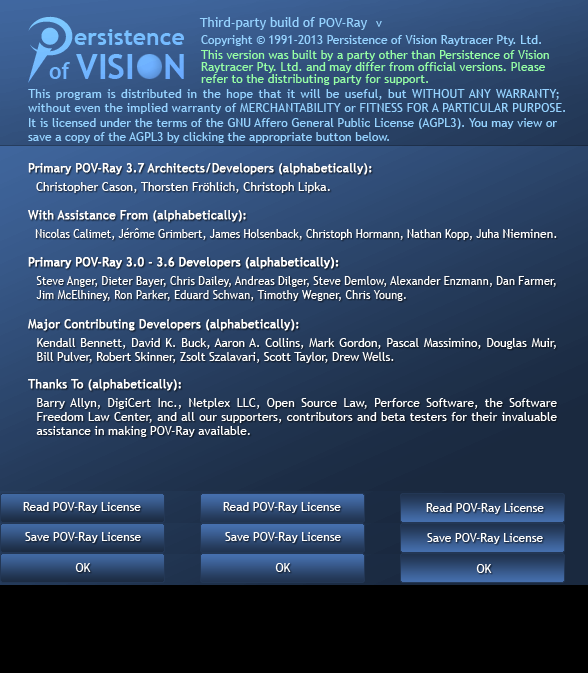 Persistence
of VISION
Third-party build of POV-Ray v
Copyright © 1991-2013 Persistence of Vision Raytracer Pty. Ltd.
This version was built by a party other than Persistence of Vision
Raytracer Pty. Ltd. and may differ from official versions. Please
refer to the distributing party for support.
This program is distributed in the hope that it will be useful, but WITHOUT ANY WARRANTY;
without even the implied warranty of MERCHANTABILITY or FITNESS FOR A PARTICULAR PURPOSE.
It is licensed under the terms of the GNU Affero General Public License (AGPL3). You may view or
save a copy of the AGPL3 by clicking the appropriate button below.
Primary POV-Ray 3.7 Architects/Developers (alphabetically):
Christopher Cason, Thorsten Fröhlich, Christoph Lipka.
With Assistance From (alphabetically):
Nicolas Calimet, Jérôme Grimbert, James Holsenback, Christoph Hormann, Nathan Kopp, Juha Nieminen.
Primary POV-Ray 3.0 - 3.6 Developers (alphabetically):
Steve Anger, Dieter Bayer, Chris Dailey, Andreas Dilger, Steve Demlow, Alexander Enzmann, Dan Farmer,
Jim McElhiney, Ron Parker, Eduard Schwan, Timothy Wegner, Chris Young.
Major Contributing Developers (alphabetically):
Kendall Bennett, David K. Buck, Aaron A. Collins, Mark Gordon, Pascal Massimino, Douglas Muir,
Bill Pulver, Robert Skinner, Zsolt Szalavari, Scott Taylor, Drew Wells.
Thanks To (alphabetically):
Barry Allyn, DigiCert Inc., Netplex LLC, Open Source Law, Perforce Software, the Software
Freedom Law Center, and all our supporters, contributors and beta testers for their invaluable
assistance in making POV-Ray available.
Read POV-Ray License Read POV-Ray License Read POV-Ray License
Save POV-Ray License Save POV-Ray License Save POV-Ray License
OK OK OK